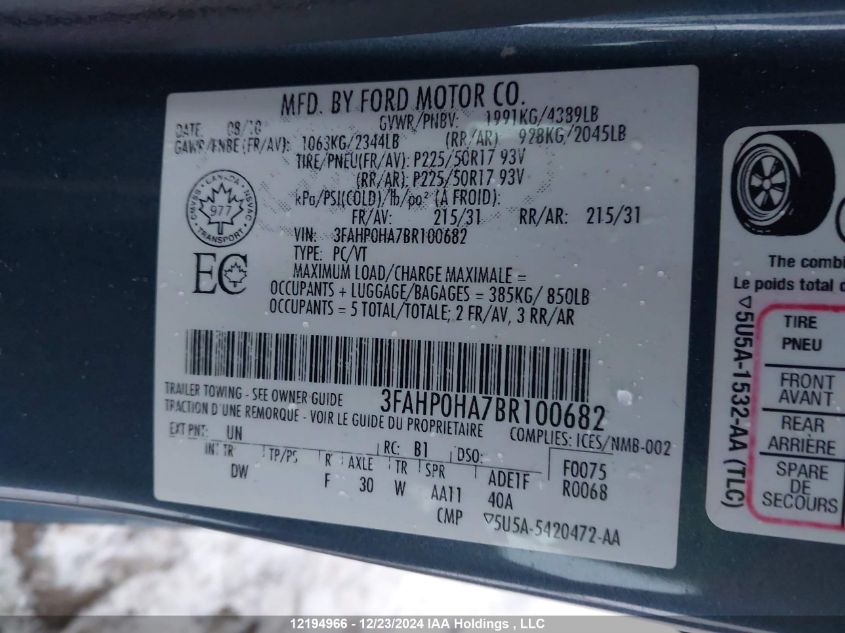 MFD. BY FORD MOTOR CO.
DATE: 08/10 GVWR/PNBV: 1991KG/4389LB
GAWR/PNBE (FR/AV): 1063KG/2344LB (RR/AR) 928KG/2045LB
TIRE/PNEU(FR/AV): P225/50R17 93V
(RR/AR): P225/50R17 93V
kPa/PSI(COLD)/lb/po² (À FROID):
FR/AV: 215/31 RR/AR: 215/31
CANADA
977
TRANSPORT
VIN: 3FAHP0HA7BR100682
TYPE: PC/VT
EC
MAXIMUM LOAD/CHARGE MAXIMALE =
OCCUPANTS + LUGGAGE/BAGAGES = 385KG/ 850LB
OCCUPANTS = 5 TOTAL/TOTALE; 2 FR/AV, 3 RR/AR
TRAILER TOWING - SEE OWNER GUIDE 3FAHP0HA7BR100682
TRACTION D'UNE REMORQUE - VOIR LE GUIDE DU PROPRIETAIRE COMPLIES: ICES/NMB-002
EXT PNT: UN RC: B1 DSO:
INT TR TP/PS R AXLE TR SPR ADE1F F0075
DW F 30 W AA11 40A R0068
CMP ▽5U5A-5420472-AA
The combi
Le poids total d
▽5U5A-1532-AA (TLC)
TIRE
PNEU
FRONT
AVANT
REAR
ARRIÈRE
SPARE
DE
SECOURS
12194966 - 12/23/2024 IAA Holdings , LLC